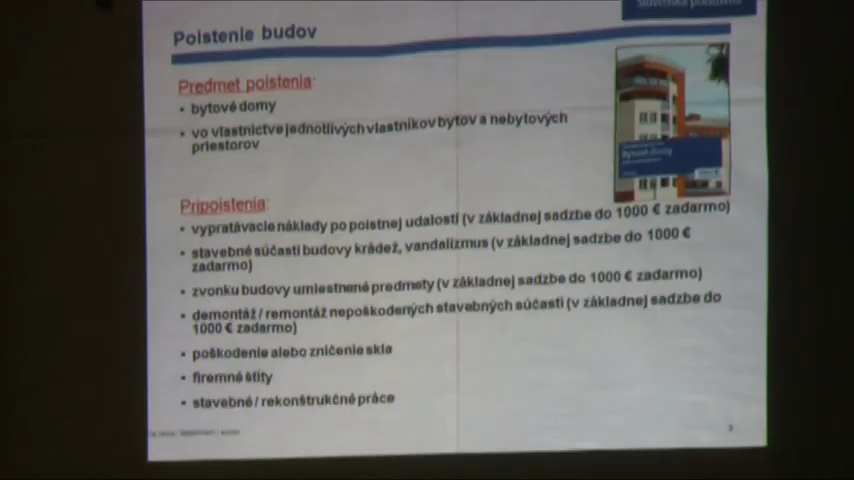 Poistenie budov
Predmet poistenia:
• bytové domy
• vo vlastníctve jednotlivých vlastníkov bytov a nebytových
priestorov
Pripoistenia:
• vypratávacie náklady po poistnej udalosti (v základnej sadzbe do 1000 € zadarmo)
• stavebné súčasti budovy krádež, vandalizmus (v základnej sadzbe do 1000 €
zadarmo)
• zvonku budovy umiestnené predmety (v základnej sadzbe do 1000 € zadarmo)
• demontáž / remontáž nepoškodených stavebných súčastí (v základnej sadzbe do
1000 € zadarmo)
• poškodenie alebo zničenie skla
• firemné štíty
• stavebné / rekonštrukčné práce